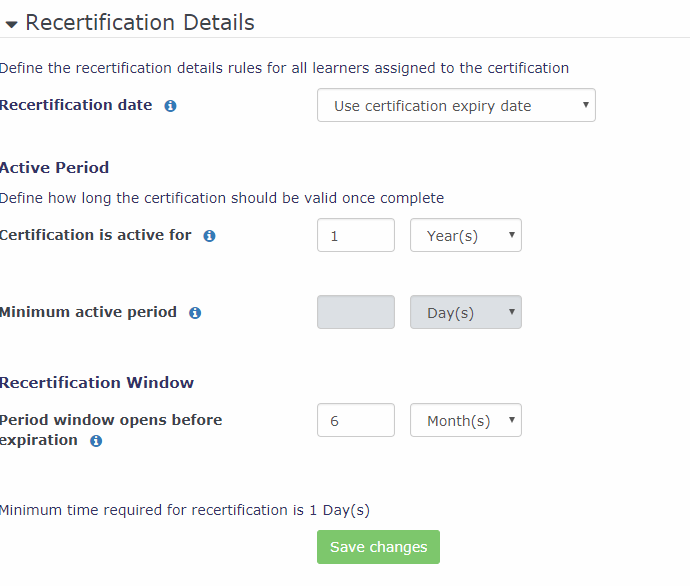 Recertification Details
Define the recertification details rules for all learners assigned to the certification
Recertification date
Use certification expiry date
Active Period
Define how long the certification should be valid once complete
Certification is active for
1
Year(s)
Minimum active period
Day(s)
Recertification Window
Period window opens before
expiration
6
Month(s)
Minimum time required for recertification is 1 Day(s)
Save changes